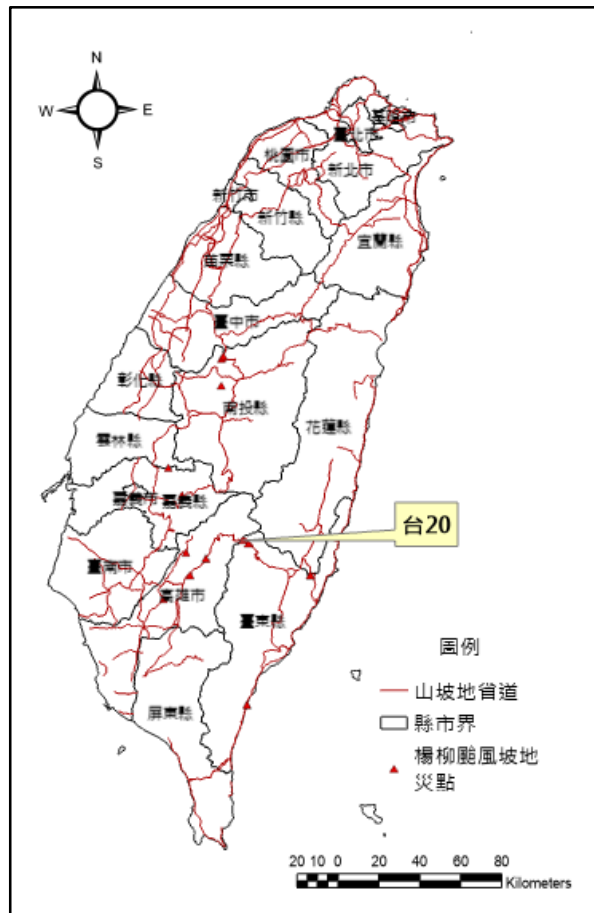 N
W
E
S
基隆市
臺北市
桃園市
新北市
新竹市
新竹縣
宜蘭縣
苗栗縣
臺中市
彰化縣
南投縣
花蓮縣
雲林縣
嘉義市
嘉義縣
台20
臺南市
高雄市
臺東縣
屏東縣
圖例
山坡地省道
縣市界
楊柳颱風坡地
災點
20 10 0 20 40 60 80
Kilometers